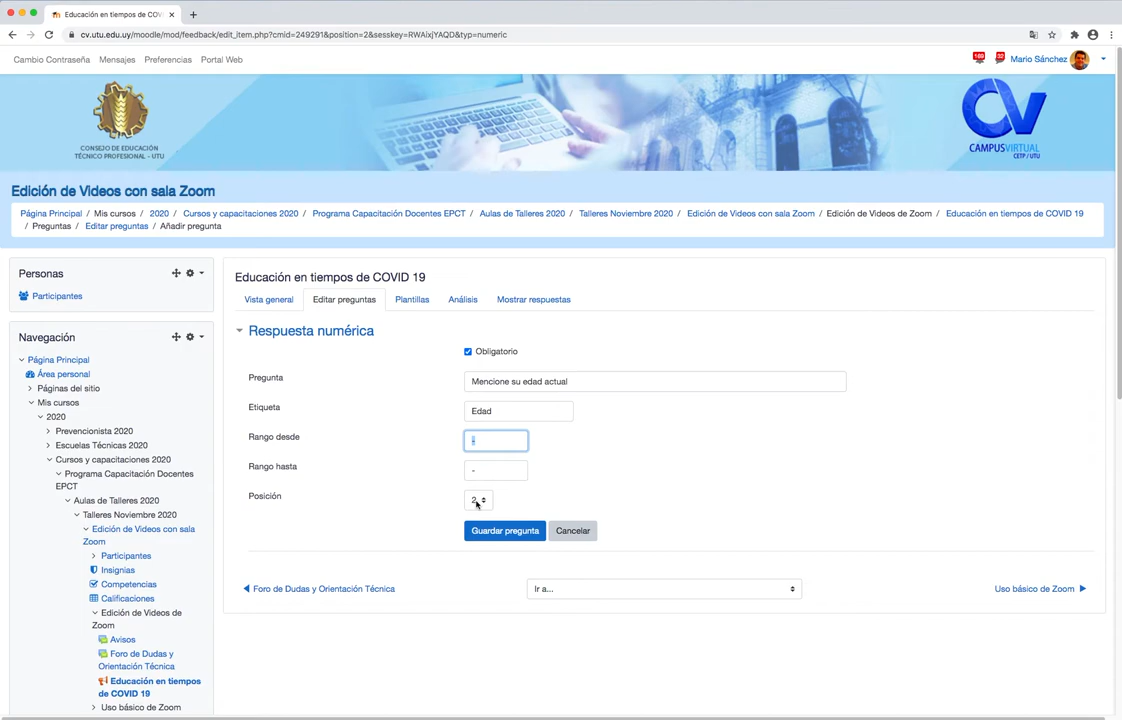 Educación en tiempos de COV
cv.utu.edu.uy/moodle/mod/feedback/edit_item.php?cmid=249291&position=2&sesskey=RWAixjYAQD&typ=numeric
Cambio Contraseña Mensajes Preferencias Portal Web
169 32 Mario Sánchez
CONSEJO DE EDUCACIÓN
TÉCNICO PROFESIONAL - UTU
CV
CAMPUSVIRTUAL
CETP / UTU
Edición de Videos con sala Zoom
Página Principal / Mis cursos / 2020 / Cursos y capacitaciones 2020 / Programa Capacitación Docentes EPCT / Aulas de Talleres 2020 / Talleres Noviembre 2020 / Edición de Videos con sala Zoom / Edición de Videos de Zoom / Educación en tiempos de COVID 19
/ Preguntas / Editar preguntas / Añadir pregunta
Personas
Participantes
Navegación
Página Principal
Área personal
Páginas del sitio
Mis cursos
2020
Prevencionista 2020
Escuelas Técnicas 2020
Cursos y capacitaciones 2020
Programa Capacitación Docentes
EPCT
Aulas de Talleres 2020
Talleres Noviembre 2020
Edición de Videos con sala
Zoom
Participantes
Insignias
Competencias
Calificaciones
Edición de Videos de
Zoom
Avisos
Foro de Dudas y
Orientación Técnica
Educación en tiempos
de COVID 19
Uso básico de Zoom
Educación en tiempos de COVID 19
Vista general Editar preguntas Plantillas Análisis Mostrar respuestas
Respuesta numérica
Obligatorio
Pregunta Mencione su edad actual
Etiqueta Edad
Rango desde -
Rango hasta -
Posición 2
Guardar pregunta Cancelar
Foro de Dudas y Orientación Técnica Ir a... Uso básico de Zoom